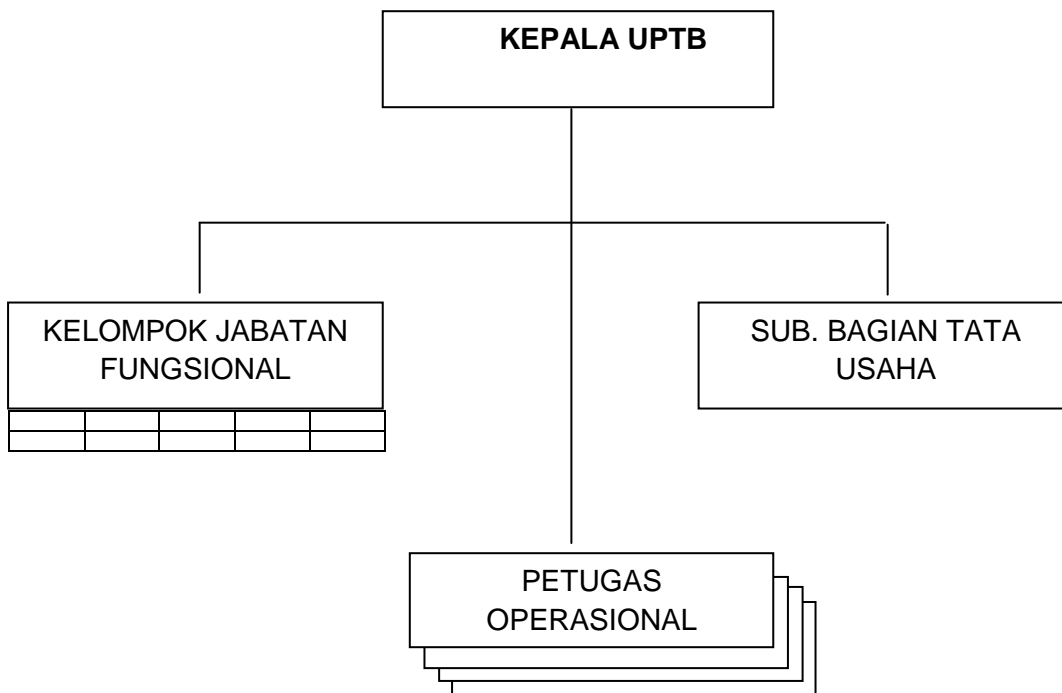 KEPALA UPTB
KELOMPOK JABATAN
FUNGSIONAL
SUB. BAGIAN TATA
USAHA
PETUGAS
OPERASIONAL